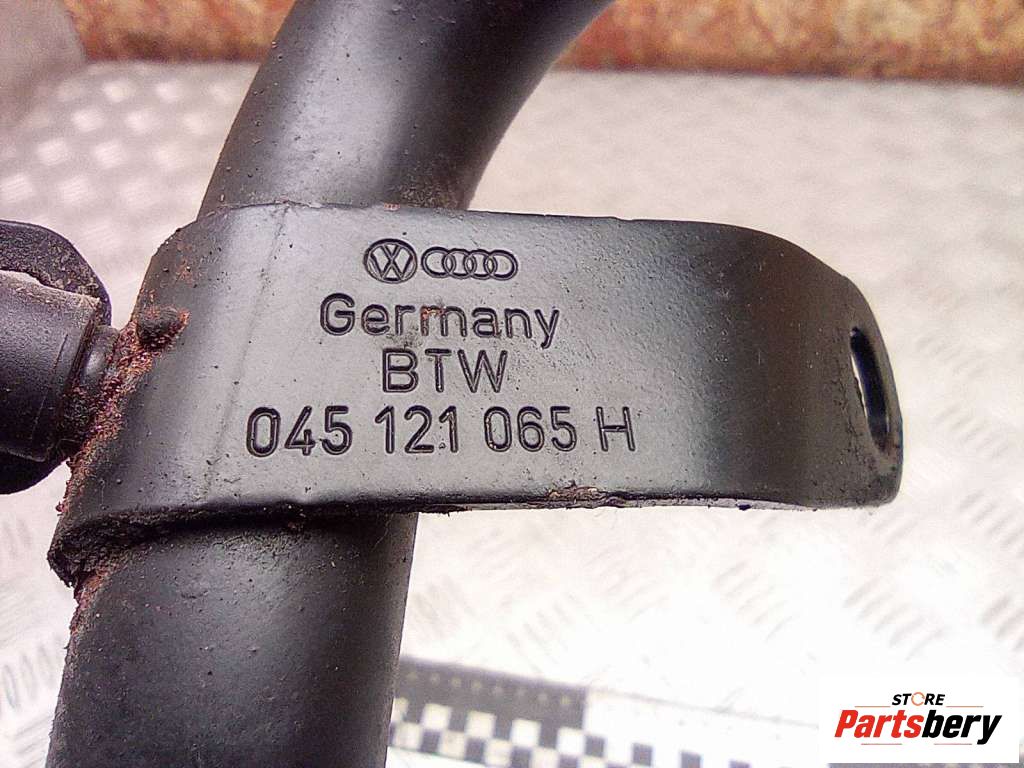 Germany
BTW
045 121 065 H
STORE
Partsbery